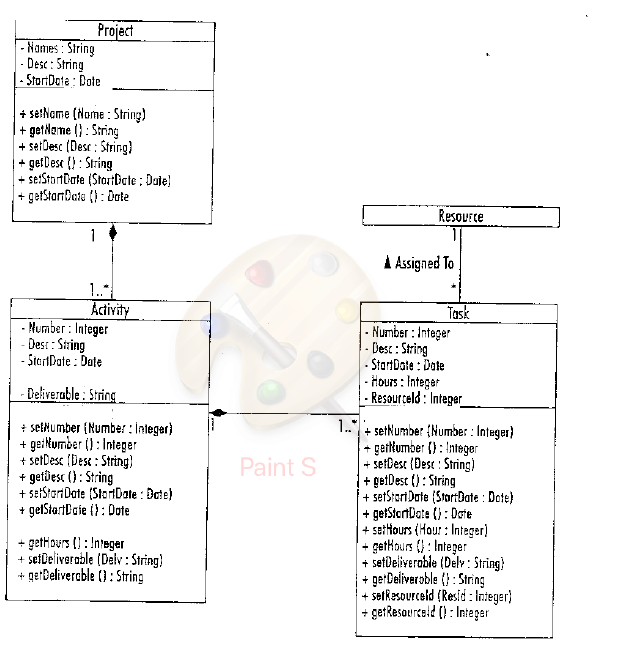 Project
- Names : String
- Desc : String
- StartDate : Date
+ setName (Name : String)
+ getName () : String
+ setDesc (Desc : String)
+ getDesc () : String
+ setStartDate (StartDate : Date)
+ getStartDate () : Date
1
1..*
Resource
1
▲ Assigned To
*
Activity
- Number : Integer
- Desc : String
- StartDate : Date
- Deliverable : String
+ setNumber (Number : Integer)
+ getNumber () : Integer
+ setDesc (Desc : String)
+ getDesc () : String
+ setStartDate (StartDate : Date)
+ getStartDate () : Date
+ getHours () : Integer
+ setDeliverable (Delv : String)
+ getDeliverable () : String
1
1..*
Task
- Number : Integer
- Desc : String
- StartDate : Date
- Hours : Integer
- ResourceId : Integer
+ setNumber (Number : Integer)
+ getNumber () : Integer
+ setDesc (Desc : String)
+ getDesc () : String
+ setStartDate (StartDate : Date)
+ getStartDate () : Date
+ setHours (Hour : Integer)
+ getHours () : Integer
+ setDeliverable (Delv : String)
+ getDeliverable () : String
+ setResourceId (ResId : Integer)
+ getResourceId () : Integer
Paint S